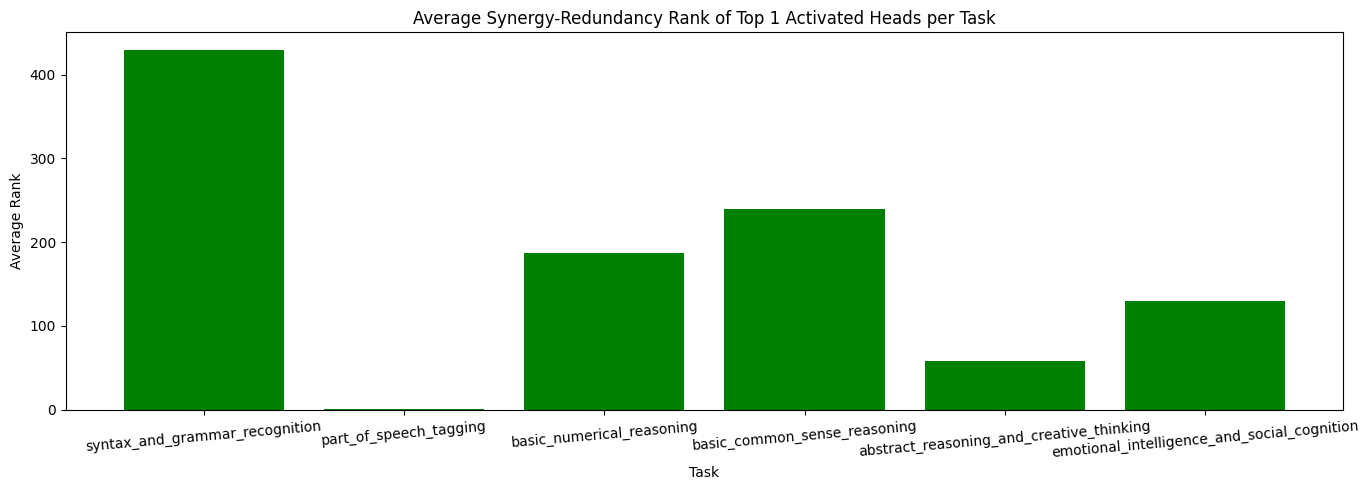 Average Synergy-Redundancy Rank of Top 1 Activated Heads per Task
400
300
200
100
0
Average Rank
syntax_and_grammar_recognition
part_of_speech_tagging
basic_numerical_reasoning
basic_common_sense_reasoning
abstract_reasoning_and_creative_thinking
emotional_intelligence_and_social_cognition
Task